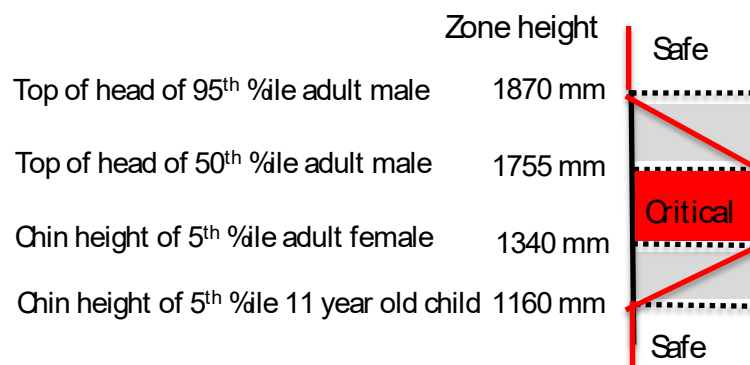 Zone height
Safe
Top of head of 95th %ile adult male 1870 mm
Top of head of 50th %ile adult male 1755 mm
Critical
Chin height of 5th %ile adult female 1340 mm
Chin height of 5th %ile 11 year old child 1160 mm
Safe